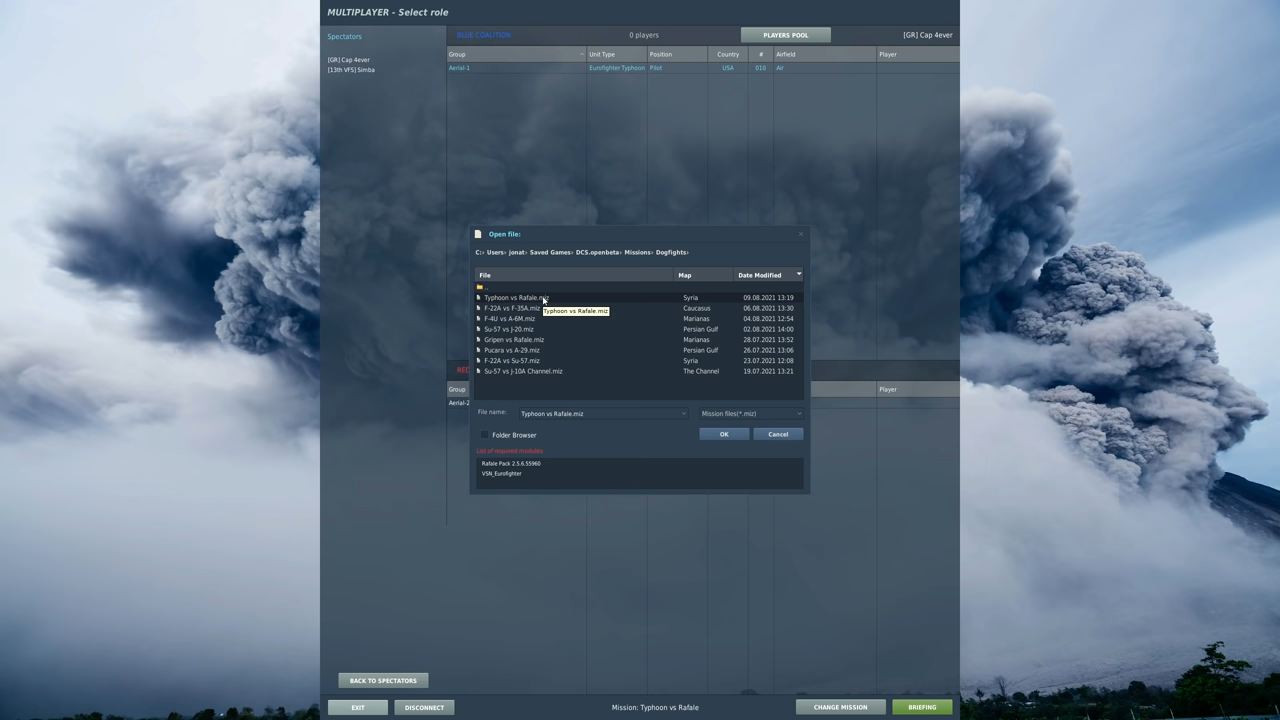 MULTIPLAYER - Select role
Spectators
[GR] Cap 4ever
[13th VFS] Simba
BLUE COALITION 0 players PLAYERS POOL [GR] Cap 4ever
Group Unit Type Position Country # Airfield Player
Aerial-1 Eurofighter Typhoon Pilot USA 010 Air
Open file:
C:› Users› jonat› Saved Games› DCS.openbeta› Missions› Dogfights›
File Map Date Modified
..
Typhoon vs Rafale.miz Syria 09.08.2021 13:19
F-22A vs F-35A.miz Caucasus 06.08.2021 13:30
Typhoon vs Rafale.miz
F-4U vs A-6M.miz Marianas 04.08.2021 12:54
Su-57 vs J-20.miz Persian Gulf 02.08.2021 14:00
Gripen vs Rafale.miz Marianas 28.07.2021 13:52
Pucara vs A-29.miz Persian Gulf 26.07.2021 13:06
F-22A vs Su-57.miz Syria 23.07.2021 12:08
Su-57 vs J-10A Channel.miz The Channel 19.07.2021 13:21
RED
Group Player
Aerial-2
File name: Typhoon vs Rafale.miz Mission files(*.miz)
Folder Browser OK Cancel
List of required modules
Rafale Pack 2.5.6.55960
VSN_Eurofighter
BACK TO SPECTATORS
EXIT DISCONNECT Mission: Typhoon vs Rafale CHANGE MISSION BRIEFING